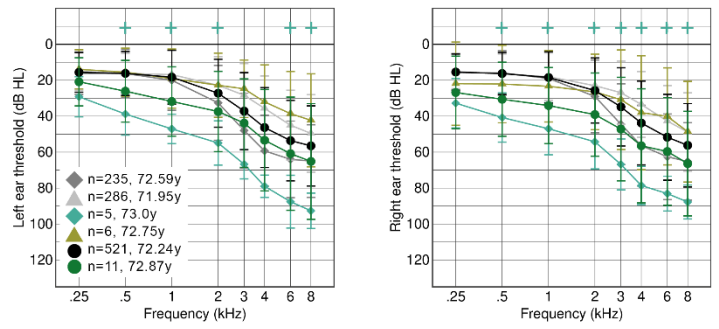 Left ear threshold (dB HL)
0
20
40
60
80
100
120
n=235, 72.59y
n=286, 71.95y
n=5, 73.0y
n=6, 72.75y
n=521, 72.24y
n=11, 72.87y
.25 .5 1 2 3 4 6 8
Frequency (kHz)
Right ear threshold (dB HL)
0
20
40
60
80
100
120
.25 .5 1 2 3 4 6 8
Frequency (kHz)